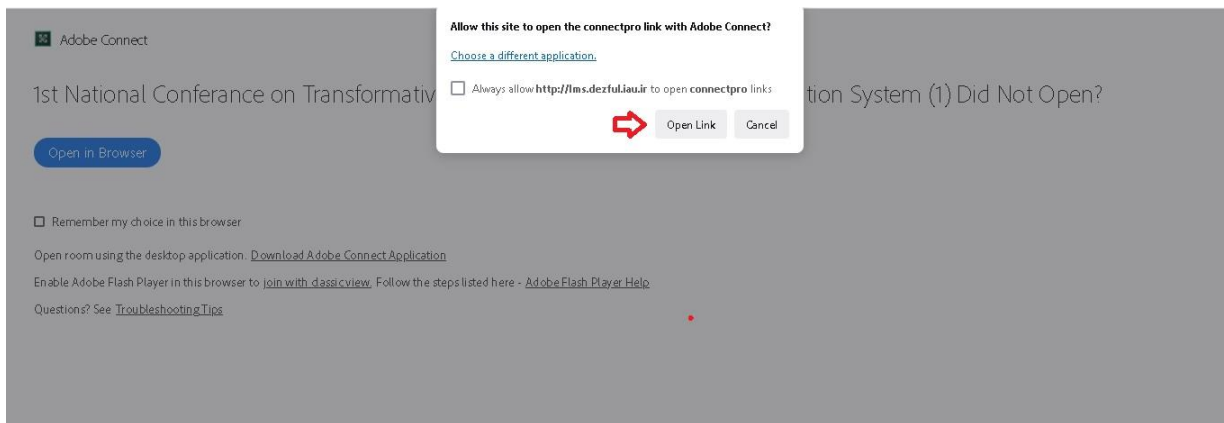 Adobe Connect
Allow this site to open the connectpro link with Adobe Connect?
Choose a different application.
Always allow http://lms.dezful.iau.ir to open connectpro links
Open Link
Cancel
1st National Conferance on Transformativ
tion System (1) Did Not Open?
Open in Browser
Remember my choice in this browser
Open room using the desktop application. Download Adobe Connect Application
Enable Adobe Flash Player in this browser to join with classic view. Follow the steps listed here - Adobe Flash Player Help
Questions? See Troubleshooting Tips